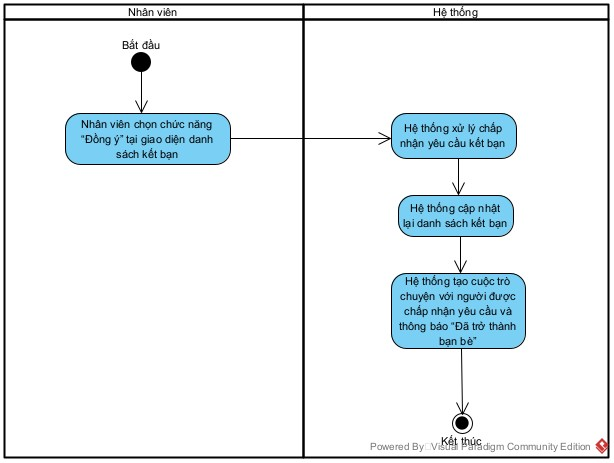 Nhân viên
Hệ thống
Bắt đầu
Nhân viên chọn chức năng
“Đồng ý” tại giao diện danh
sách kết bạn
Hệ thống xử lý chấp
nhận yêu cầu kết bạn
Hệ thống cập nhật
lại danh sách kết bạn
Hệ thống tạo cuộc trò
chuyện với người được
chấp nhận yêu cầu và
thông báo “Đã trở thành
bạn bè”
Kết thúc
Powered By Visual Paradigm Community Edition